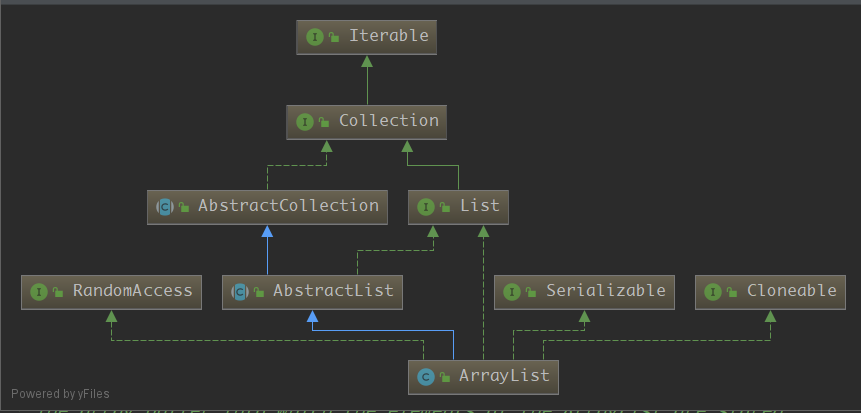 Iterable
Collection
AbstractCollection
List
RandomAccess
AbstractList
Serializable
Cloneable
ArrayList
Powered by yFiles